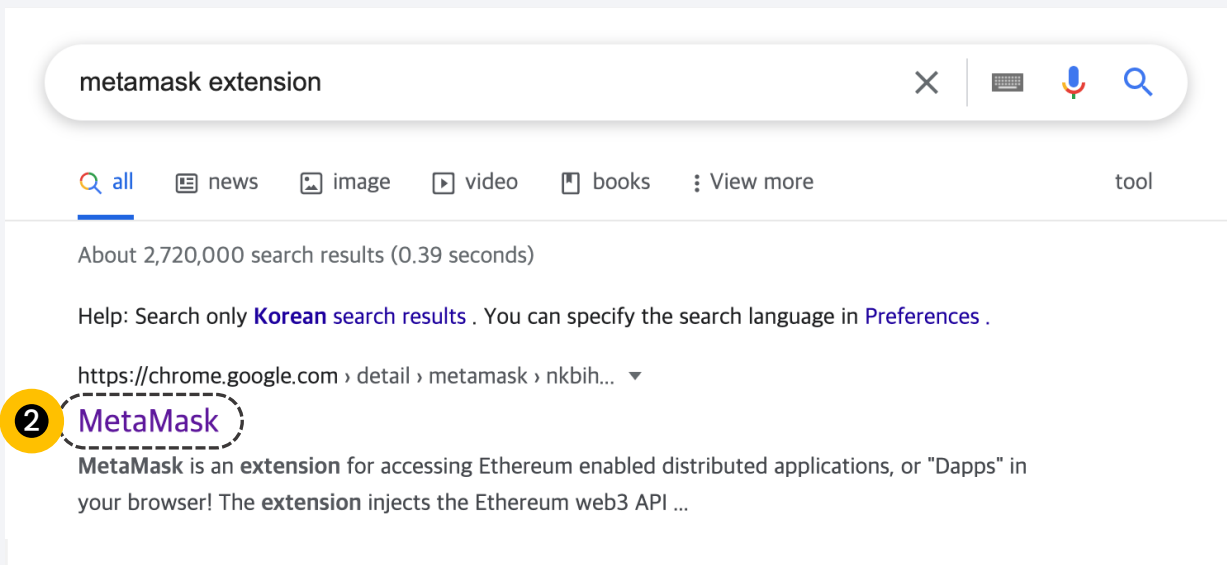 metamask extension
all news image video books View more tool
About 2,720,000 search results (0.39 seconds)
Help: Search only Korean search results . You can specify the search language in Preferences .
https://chrome.google.com › detail › metamask › nkbih...
2 MetaMask
MetaMask is an extension for accessing Ethereum enabled distributed applications, or "Dapps" in
your browser! The extension injects the Ethereum web3 API ...